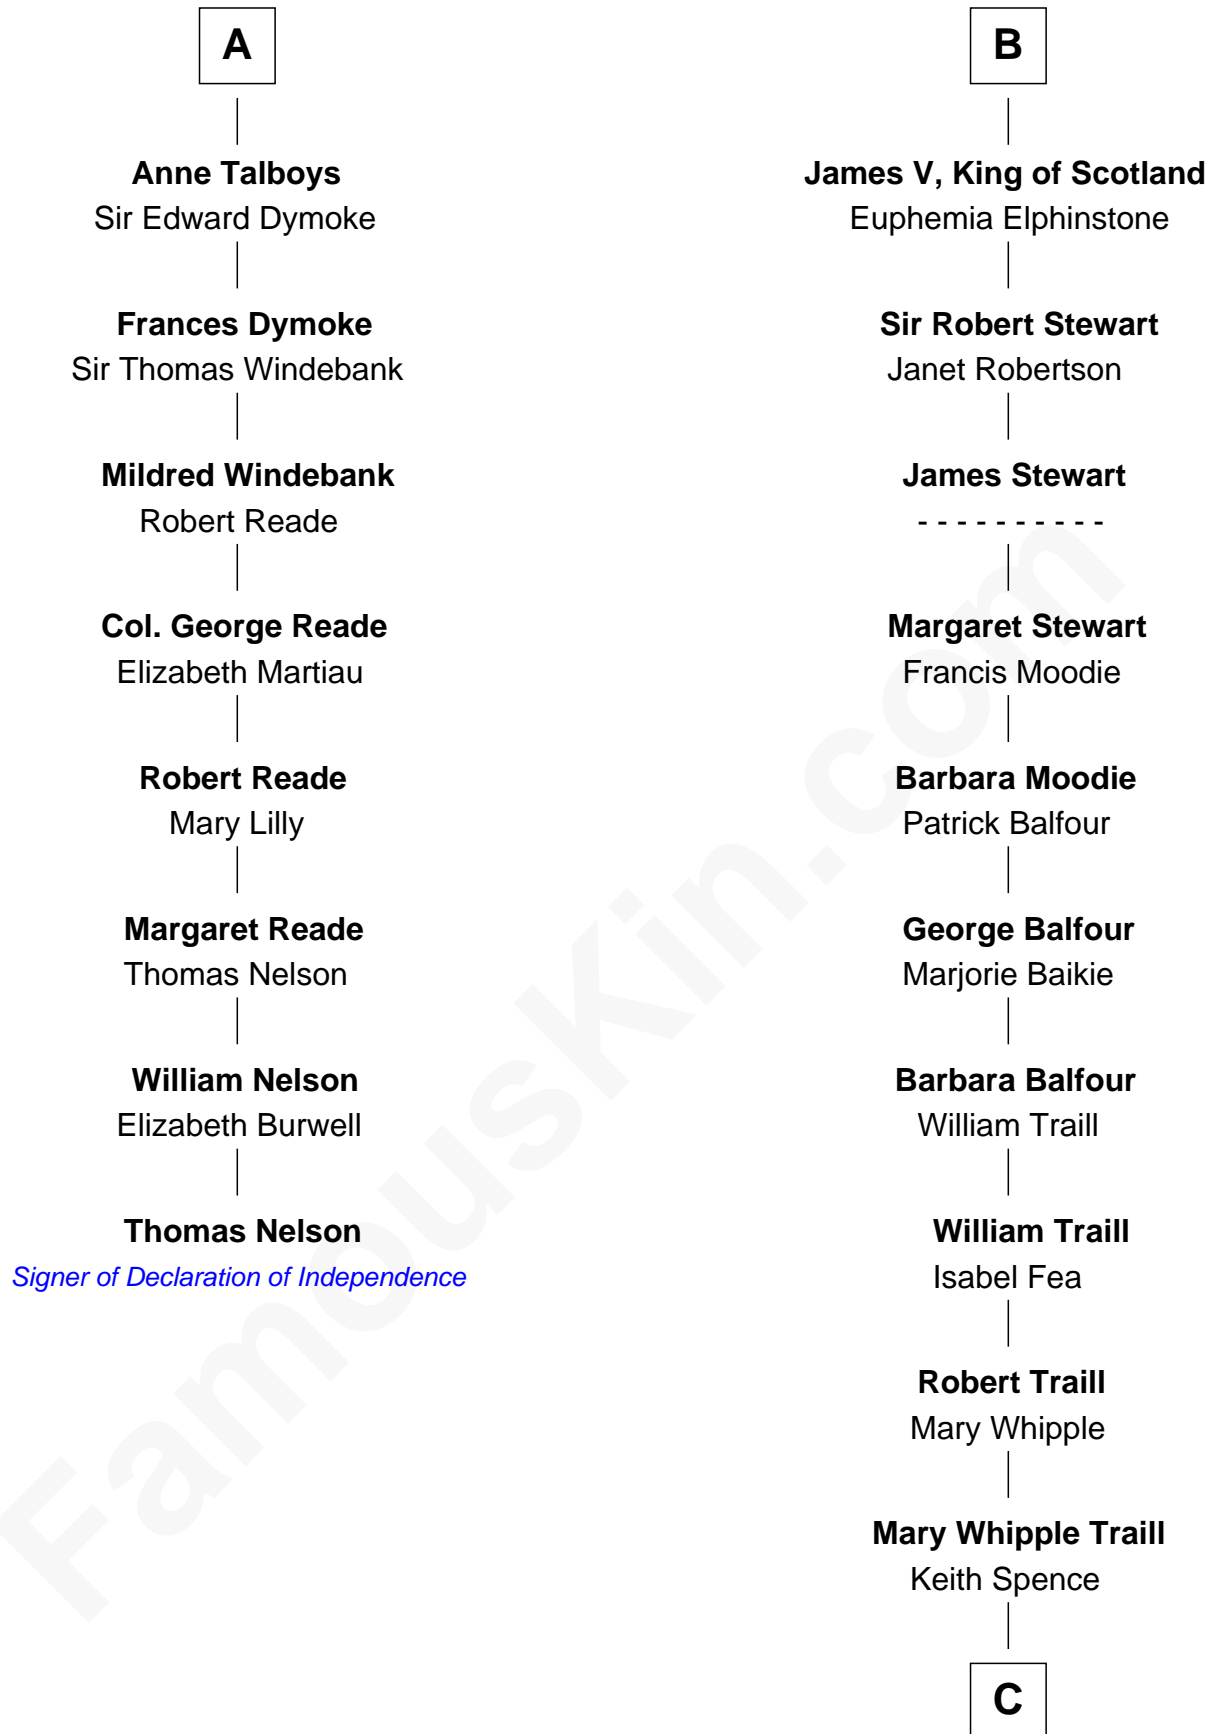 A
Anne Talboys
Sir Edward Dymoke
Frances Dymoke
Sir Thomas Windebank
Mildred Windebank
Robert Reade
Col. George Reade
Elizabeth Martiau
Robert Reade
Mary Lilly
Margaret Reade
Thomas Nelson
William Nelson
Elizabeth Burwell
Thomas Nelson
Signer of Declaration of Independence
B
James V, King of Scotland
Euphemia Elphinstone
Sir Robert Stewart
Janet Robertson
James Stewart
- - - - - - - - - -
Margaret Stewart
Francis Moodie
Barbara Moodie
Patrick Balfour
George Balfour
Marjorie Baikie
Barbara Balfour
William Traill
William Traill
Isabel Fea
Robert Traill
Mary Whipple
Mary Whipple Traill
Keith Spence
C
FamousKin.com